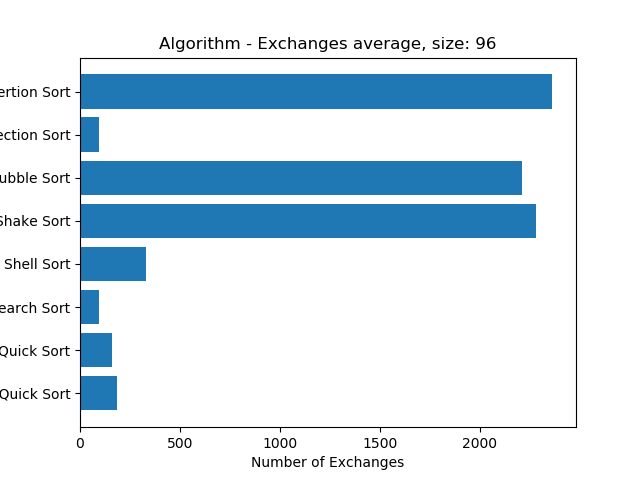 Algorithm - Exchanges average, size: 96
ertion Sort
ection Sort
ubble Sort
Shake Sort
Shell Sort
earch Sort
Quick Sort
Quick Sort
0 500 1000 1500 2000
Number of Exchanges